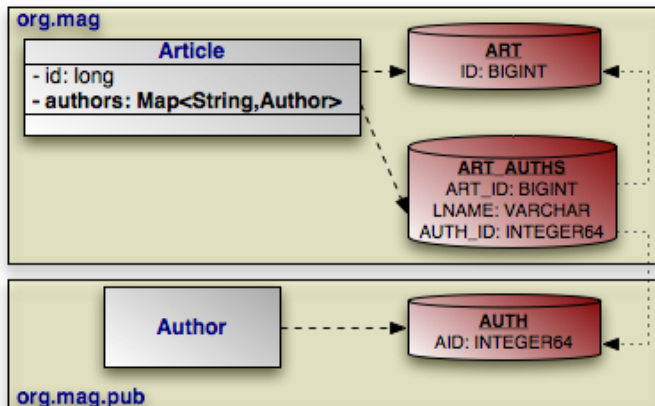 org.mag
Article
- id: long
- authors: Map<String,Author>
ART
ID: BIGINT
ART_AUTHS
ART_ID: BIGINT
LNAME: VARCHAR
AUTH_ID: INTEGER64
Author
AUTH
AID: INTEGER64
org.mag.pub